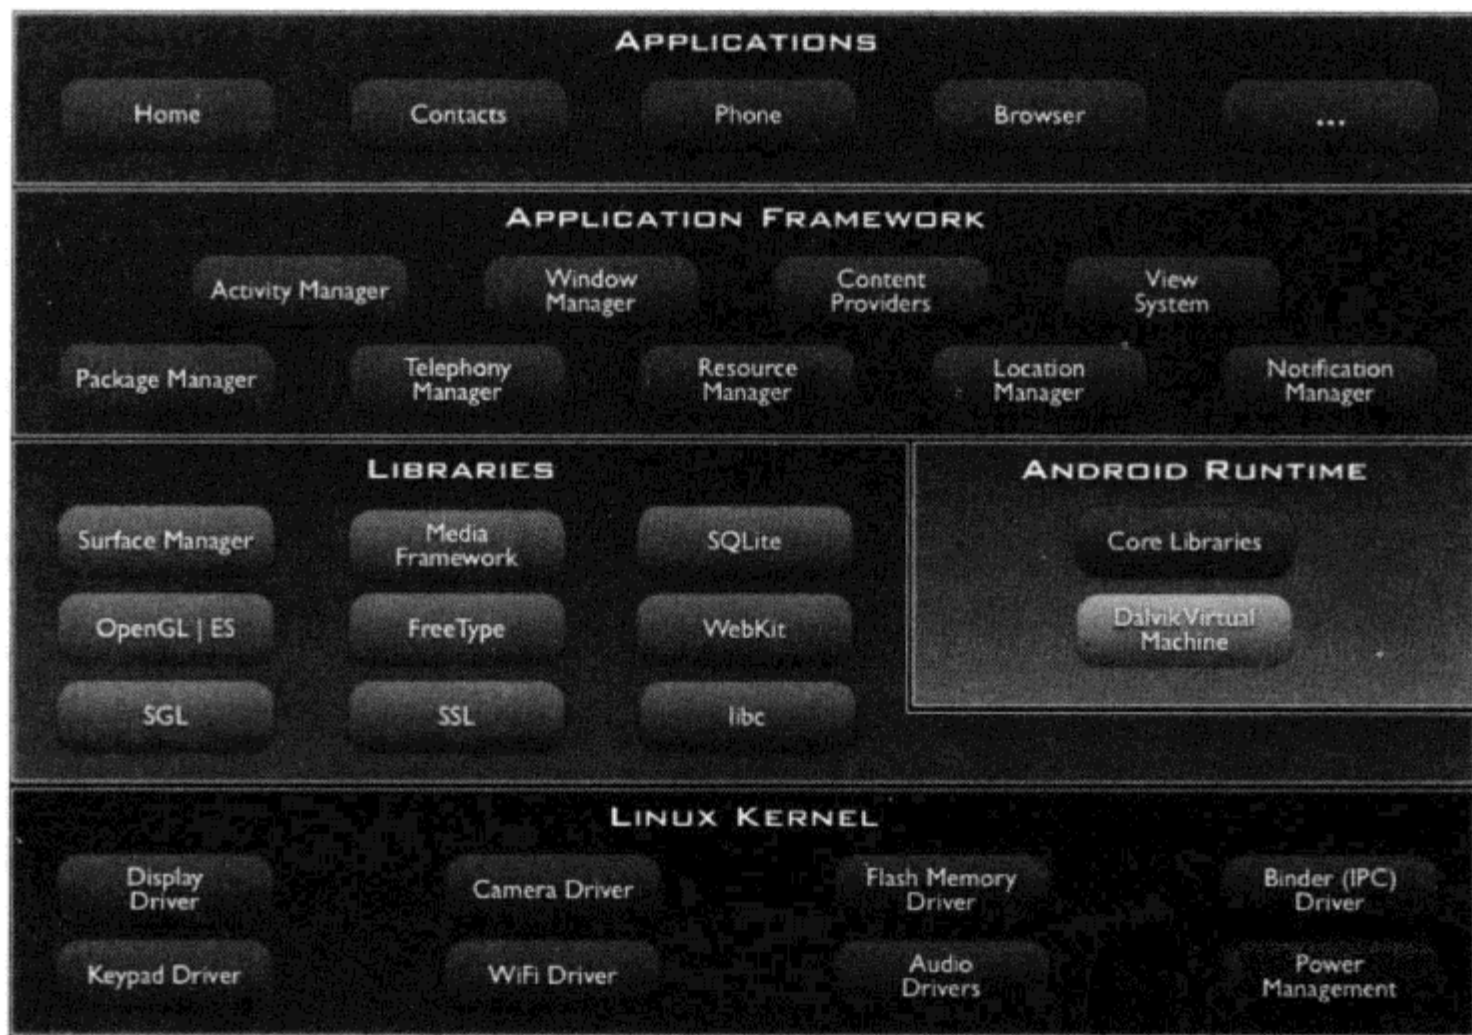 APPLICATIONS
Home
Contacts
Phone
Browser
...
APPLICATION FRAMEWORK
Activity Manager
Window
Manager
Content
Providers
View
System
Package Manager
Telephony
Manager
Resource
Manager
Location
Manager
Notification
Manager
LIBRARIES
Surface Manager
Media
Framework
SQLite
OpenGL | ES
FreeType
WebKit
SGL
SSL
libc
ANDROID RUNTIME
Core Libraries
Dalvik Virtual
Machine
LINUX KERNEL
Display
Driver
Camera Driver
Flash Memory
Driver
Binder (IPC)
Driver
Keypad Driver
WiFi Driver
Audio
Drivers
Power
Management